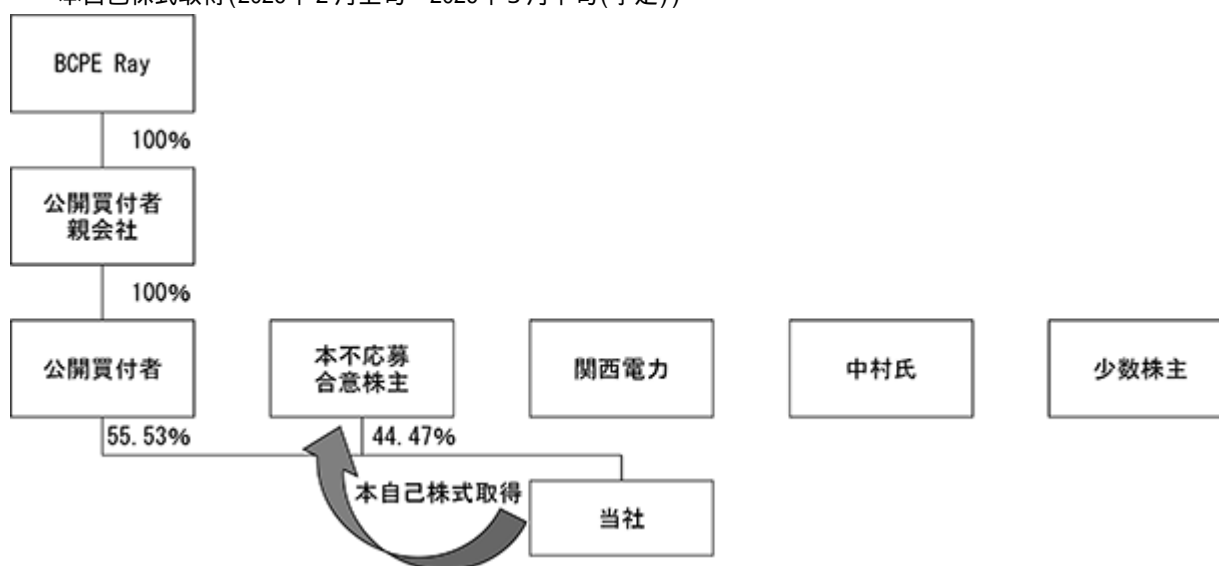 BCPE Ray
100%
公開買付者
親会社
100%
公開買付者
本不応募
合意株主
関西電力
中村氏
少数株主
55.53%
44.47%
本自己株式取得
当社